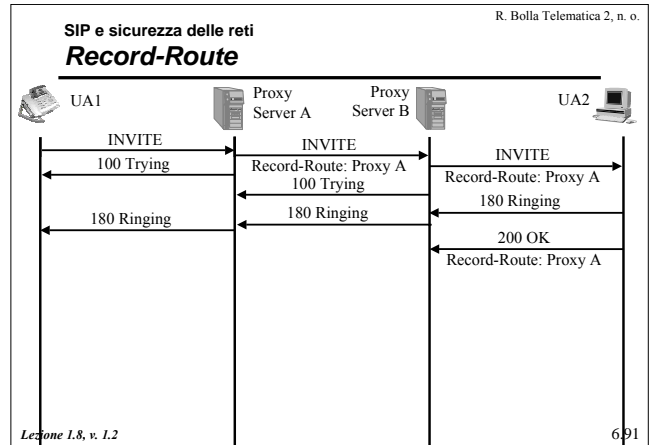 R. Bolla Telematica 2, n. o.
SIP e sicurezza delle reti
Record-Route
UA1
Proxy
Server A
Proxy
Server B
UA2
INVITE
100 Trying
INVITE
Record-Route: Proxy A
100 Trying
INVITE
Record-Route: Proxy A
180 Ringing
180 Ringing
180 Ringing
200 OK
Record-Route: Proxy A
Lezione 1.8, v. 1.2
6.91